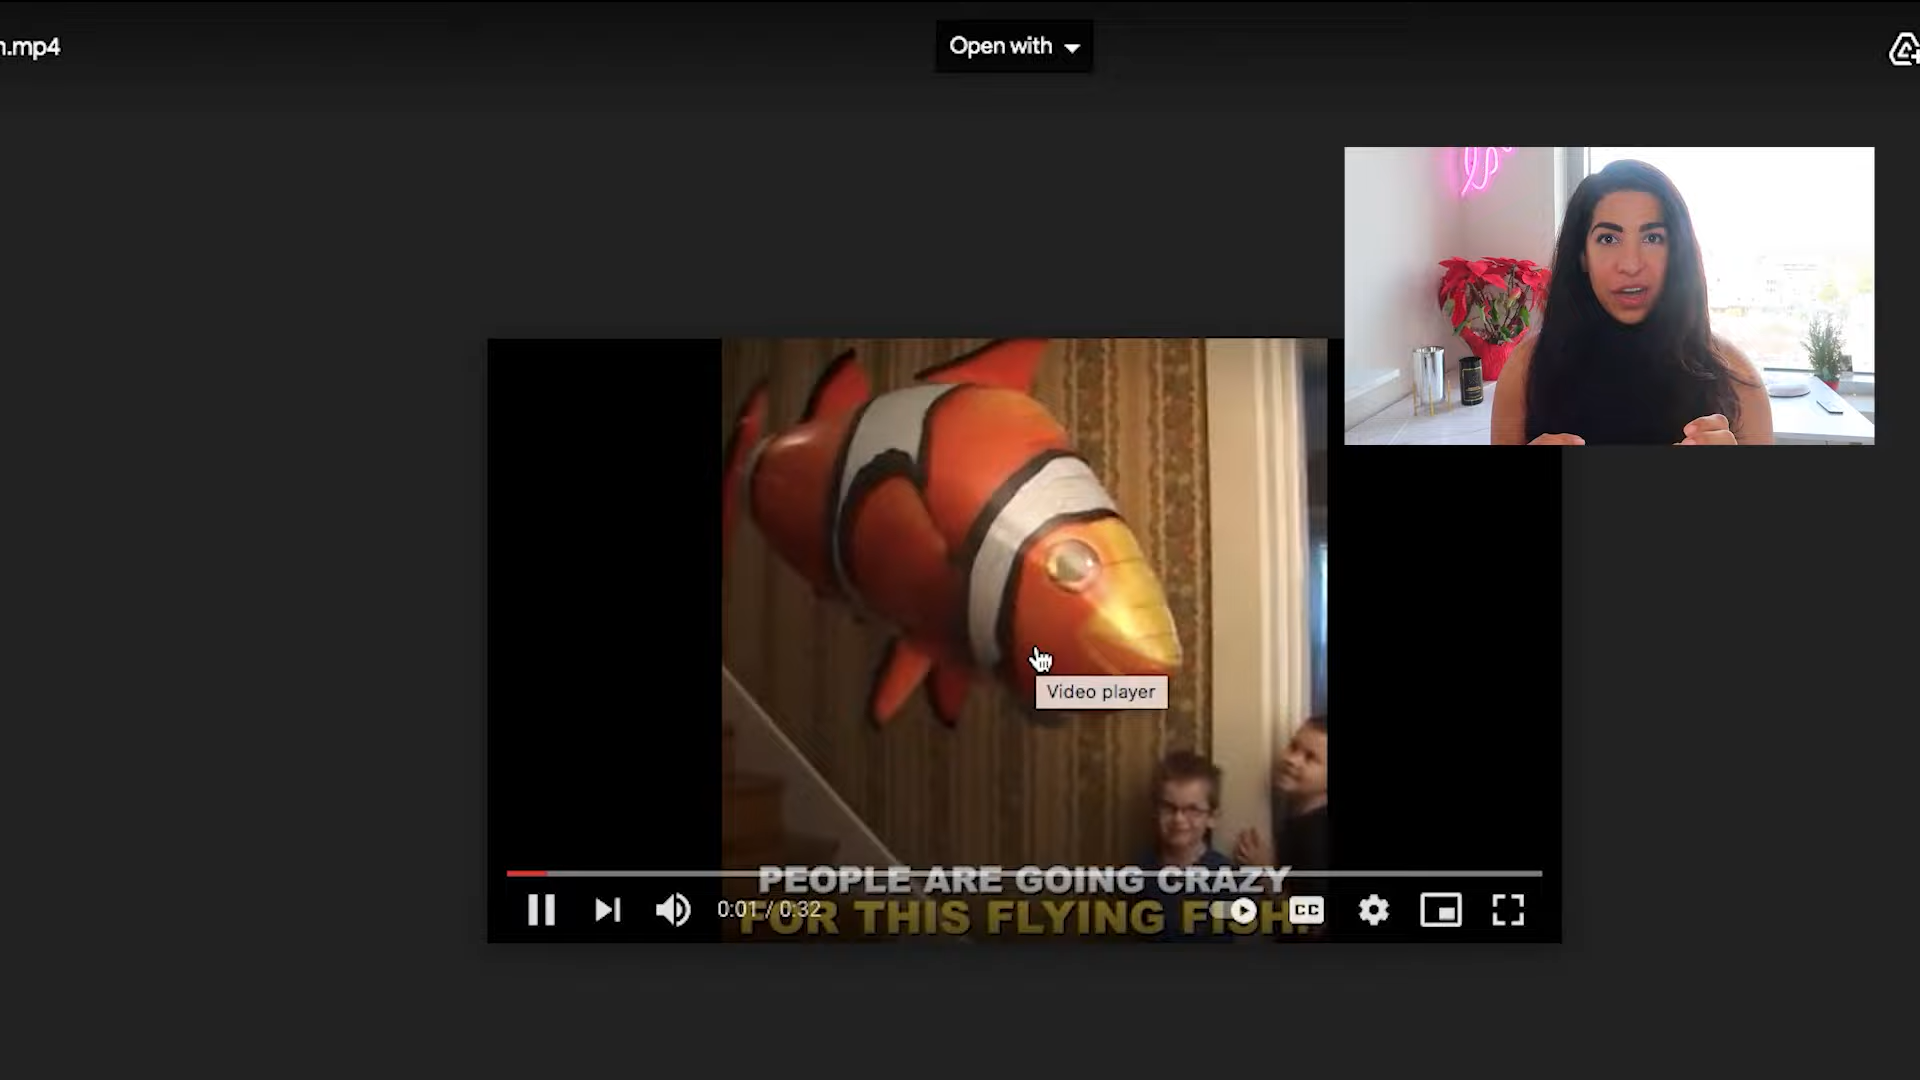 n.mp4
Open with
Video player
PEOPLE ARE GOING CRAZY
FOR THIS FLYING FISH!
0:01 / 0:32
CC